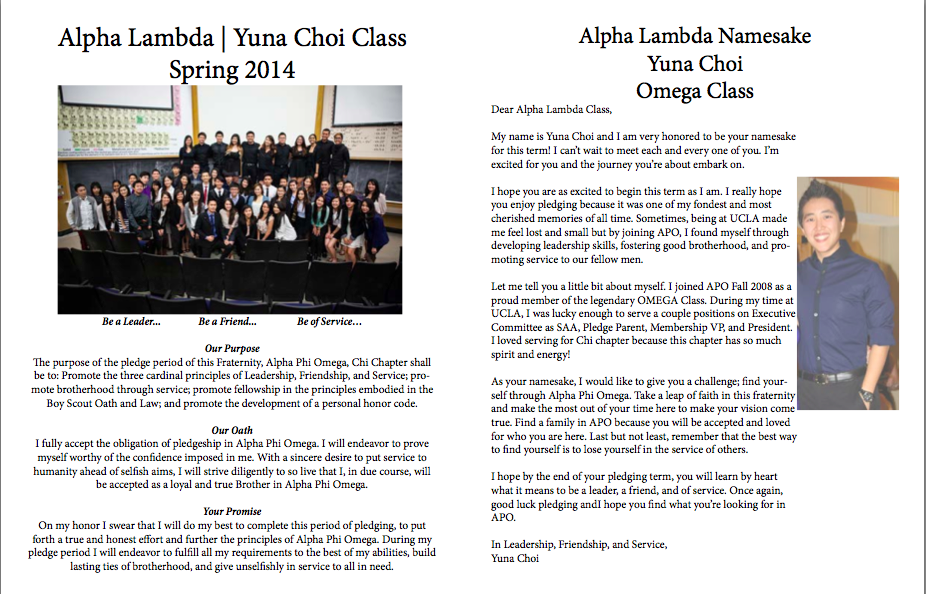 Alpha Lambda | Yuna Choi Class
Spring 2014
Be a Leader... Be a Friend... Be of Service...
Our Purpose
The purpose of the pledge period of this Fraternity, Alpha Phi Omega, Chi Chapter shall
be to: Promote the three cardinal principles of Leadership, Friendship, and Service; pro-
mote brotherhood through service; promote fellowship in the principles embodied in the
Boy Scout Oath and Law; and promote the development of a personal honor code.
Our Oath
I fully accept the obligation of pledgeship in Alpha Phi Omega. I will endeavor to prove
myself worthy of the confidence imposed in me. With a sincere desire to put service to
humanity ahead of selfish aims, I will strive diligently to so live that I, in due course, will
be accepted as a loyal and true Brother in Alpha Phi Omega.
Your Promise
On my honor I swear that I will do my best to complete this period of pledging, to put
forth a true and honest effort and further the principles of Alpha Phi Omega. During my
pledge period I will endeavor to fulfill all my requirements to the best of my abilities, build
lasting ties of brotherhood, and give unselfishly in service to all in need.
Alpha Lambda Namesake
Yuna Choi
Omega Class
Dear Alpha Lambda Class,
My name is Yuna Choi and I am very honored to be your namesake
for this term! I can't wait to meet each and every one of you. I'm
excited for you and the journey you're about embark on.
I hope you are as excited to begin this term as I am. I really hope
you enjoy pledging because it was one of my fondest and most
cherished memories of all time. Sometimes, being at UCLA made
me feel lost and small but by joining APO, I found myself through
developing leadership skills, fostering good brotherhood, and pro-
moting service to our fellow men.
Let me tell you a little bit about myself. I joined APO Fall 2008 as a
proud member of the legendary OMEGA Class. During my time at
UCLA, I was lucky enough to serve a couple positions on Executive
Committee as SAA, Pledge Parent, Membership VP, and President.
I loved serving for Chi chapter because this chapter has so much
spirit and energy!
As your namesake, I would like to give you a challenge; find your-
self through Alpha Phi Omega. Take a leap of faith in this fraternity
and make the most out of your time here to make your vision come
true. Find a family in APO because you will be accepted and loved
for who you are here. Last but not least, remember that the best way
to find yourself is to lose yourself in the service of others.
I hope by the end of your pledging term, you will learn by heart
what it means to be a leader, a friend, and of service. Once again,
good luck pledging andI hope you find what you're looking for in
APO.
In Leadership, Friendship, and Service,
Yuna Choi